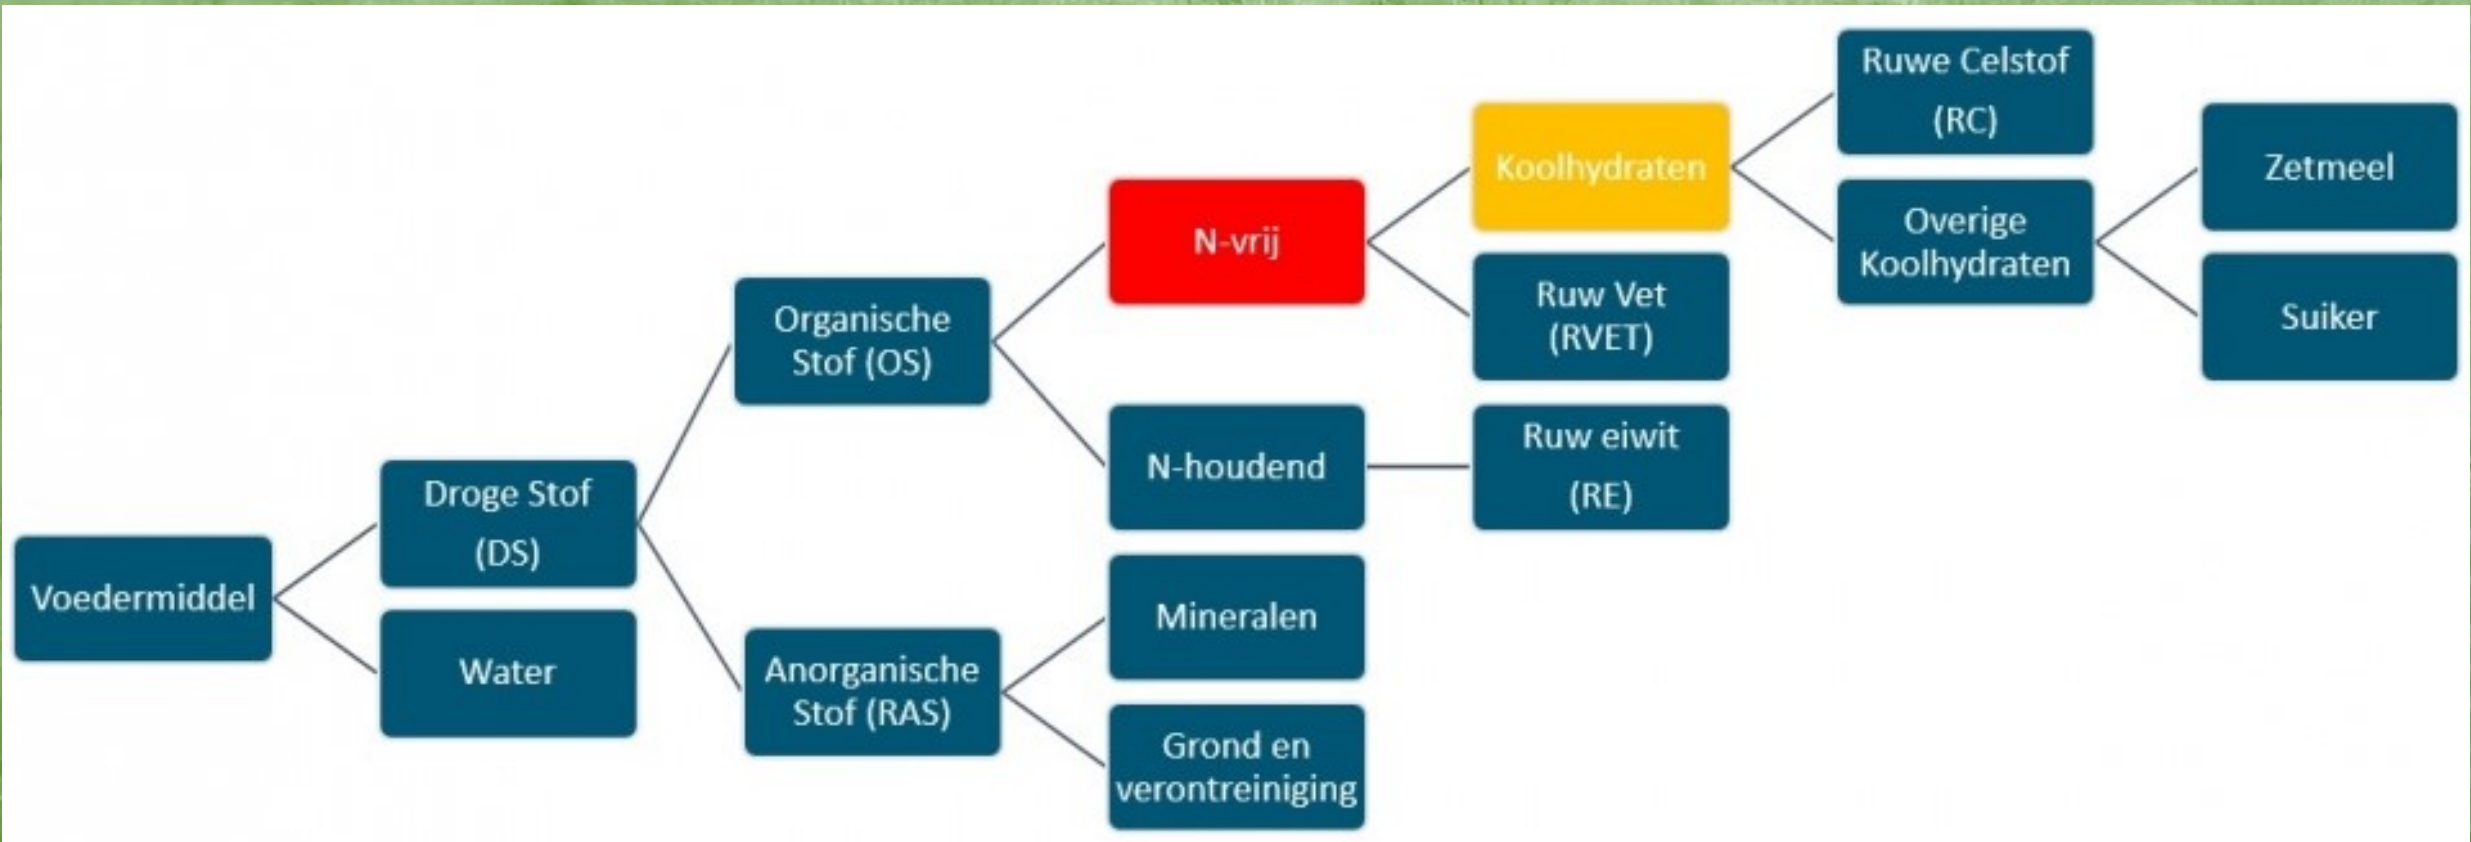 Voedermiddel
Droge Stof
(DS)
Water
Organische
Stof (OS)
Anorganische
Stof (RAS)
N-vrij
N-houdend
Mineralen
Grond en
verontreiniging
Koolhydraten
Ruw Vet
(RVET)
Ruw eiwit
(RE)
Ruwe Celstof
(RC)
Overige
Koolhydraten
Zetmeel
Suiker